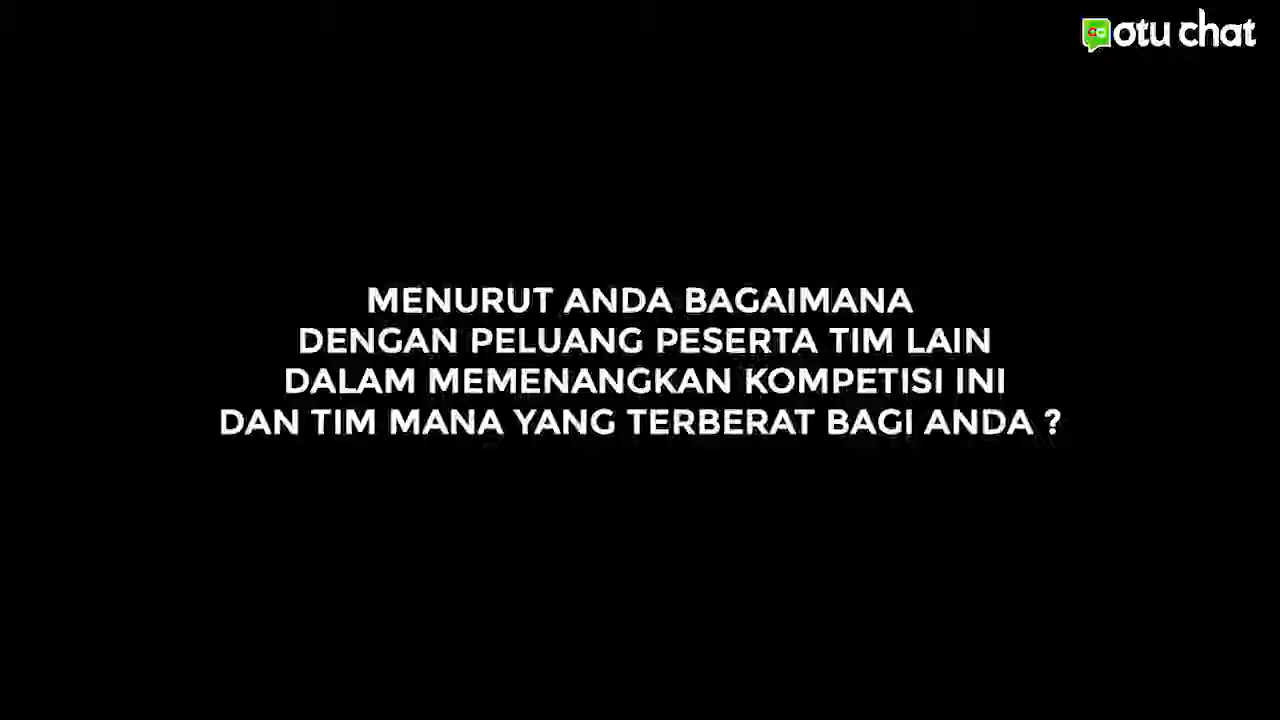 otu chat
MENURUT ANDA BAGAIMANA
DENGAN PELUANG PESERTA TIM LAIN
DALAM MEMENANGKAN KOMPETISI INI
DAN TIM MANA YANG TERBERAT BAGI ANDA ?